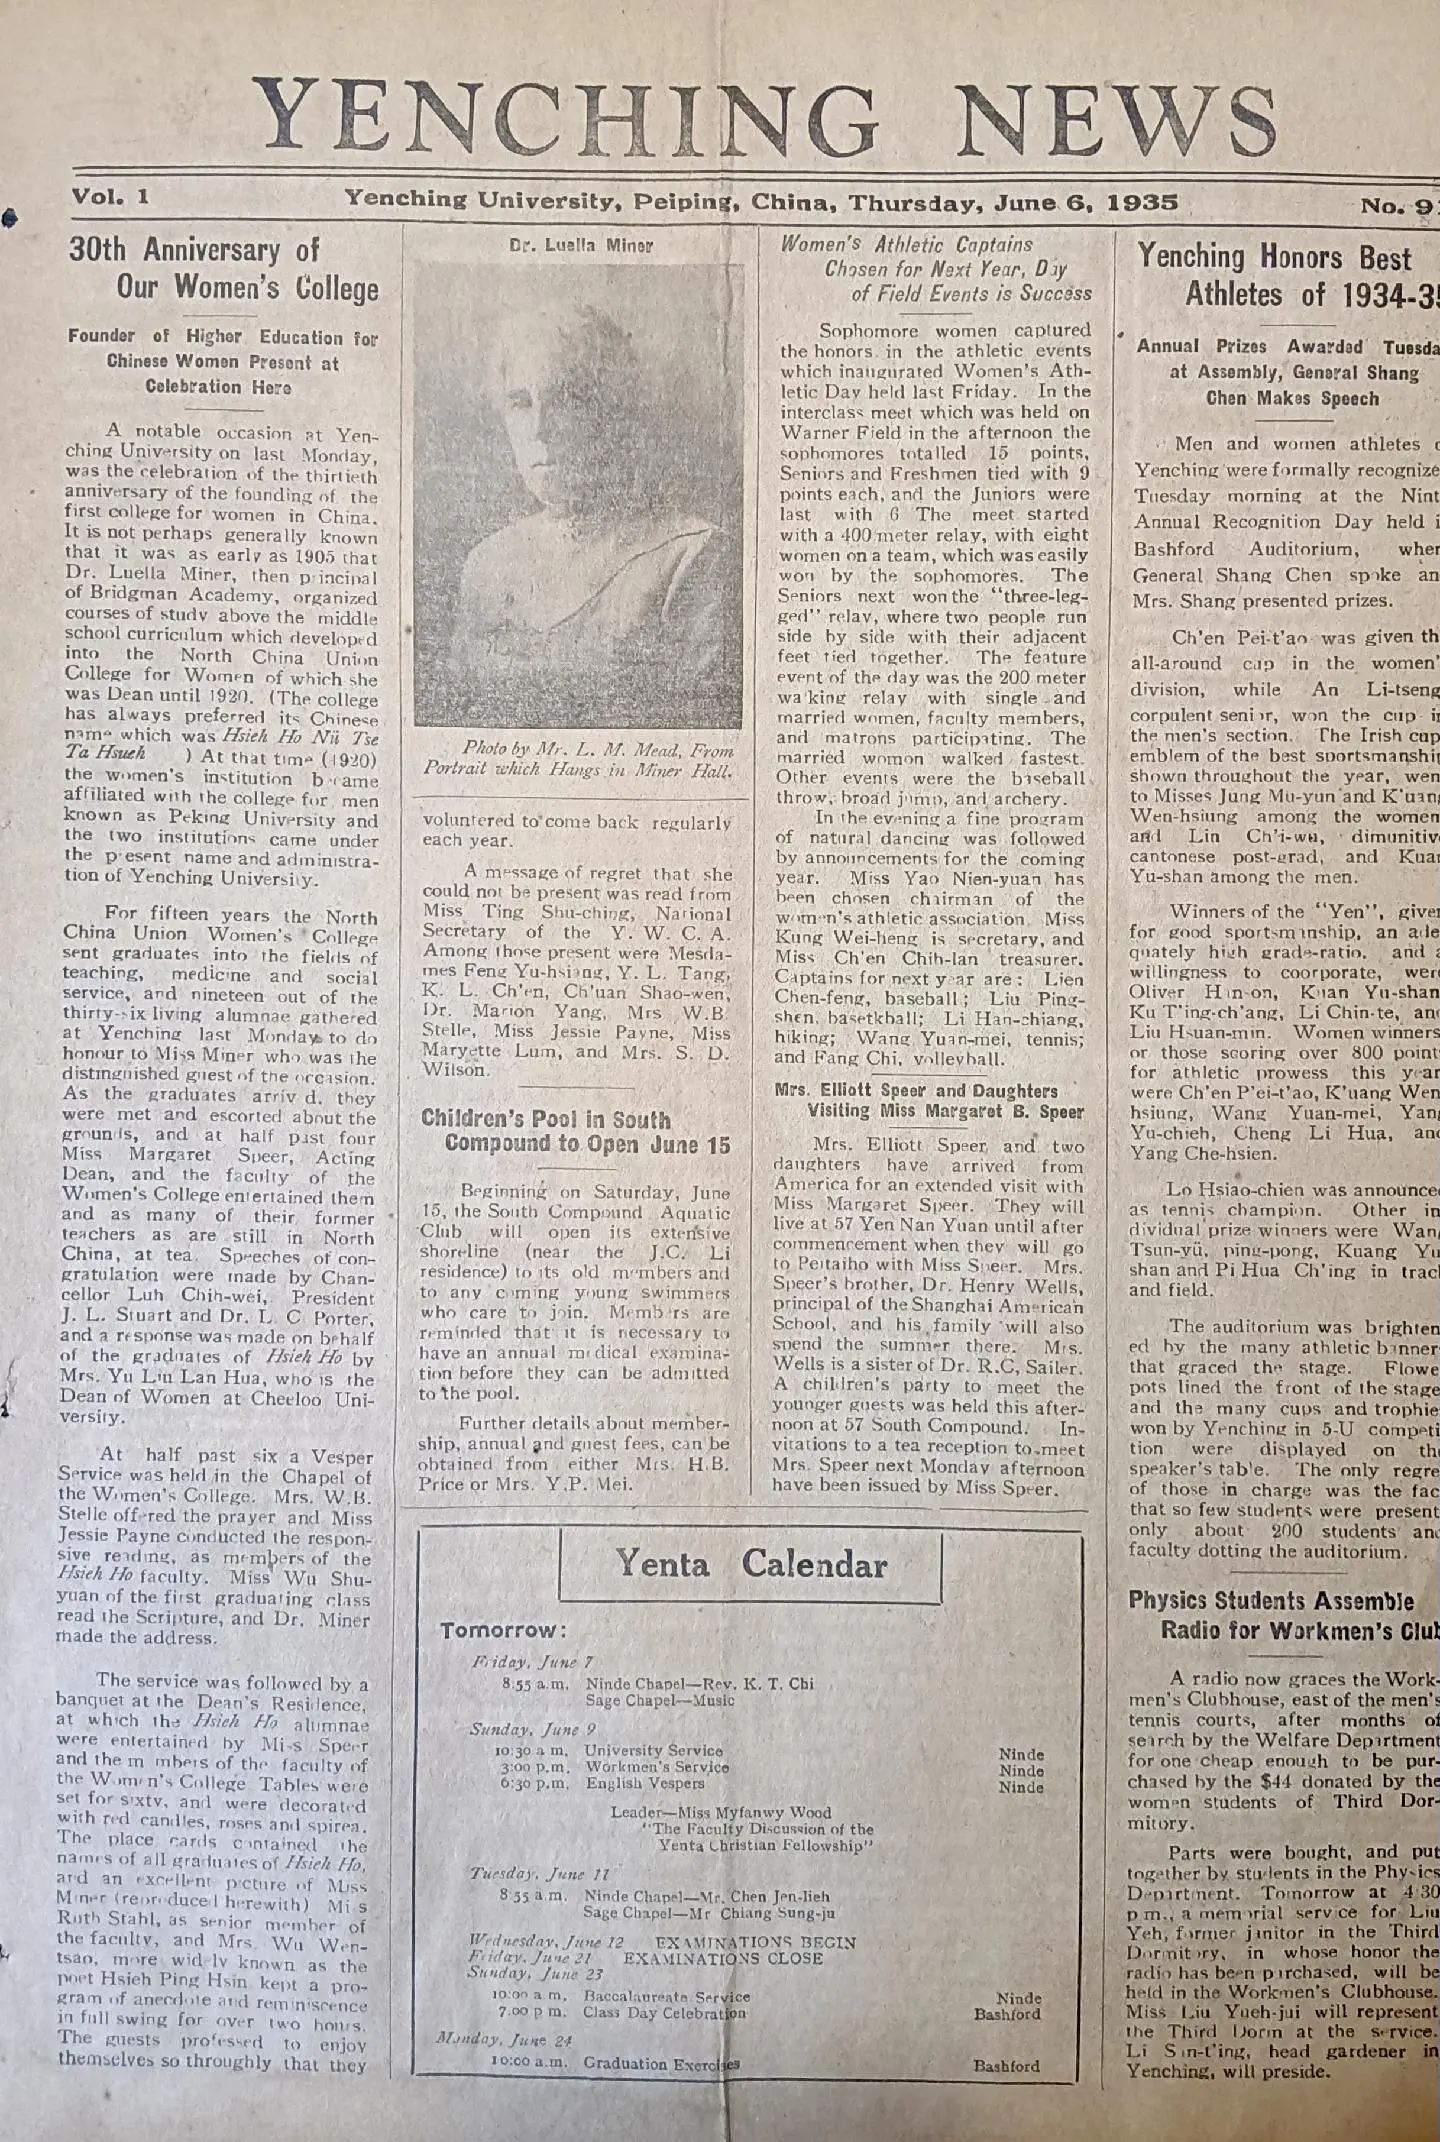 YENCHING NEWS
Vol. 1
Yenching University, Peiping, China, Thursday, June 6, 1935
No. 91
30th Anniversary of
Our Women's College
Founder of Higher Education for
Chinese Women Present at
Celebration Here
A notable occasion at Yen-
ching University on last Monday,
was the celebration of the thirtieth
anniversary of the founding of the
first college for women in China.
It is not perhaps generally known
that it was as early as 1905 that
Dr. Luella Miner, then principal
of Bridgman Academy, organized
courses of study above the middle
school curriculum which developed
into the North China Union
College for Women of which she
was Dean until 1920. (The college
has always preferred its Chinese
name which was Hsieh Ho Nü Tse
Ta Hsueh ) At that time (1920)
the women's institution became
affiliated with the college for men
known as Peking University and
the two institutions came under
the present name and administra-
tion of Yenching University.
For fifteen years the North
China Union Women's College
sent graduates into the fields of
teaching, medicine and social
service, and nineteen out of the
thirty-six living alumnae gathered
at Yenching last Monday to do
honour to Miss Miner who was the
distinguished guest of the occasion.
As the graduates arriv d, they
were met and escorted about the
grounds, and at half past four
Miss Margaret Speer, Acting
Dean, and the faculty of the
Women's College entertained them
and as many of their former
teachers as are still in North
China, at tea. Speeches of con-
gratulation were made by Chan-
cellor Luh Chih-wei, President
J. L. Stuart and Dr. L. C Porter,
and a response was made on behalf
of the graduates of Hsieh Ho by
Mrs. Yu Liu Lan Hua, who is the
Dean of Women at Cheeloo Uni-
versity.
At half past six a Vesper
Service was held in the Chapel of
the Women's College. Mrs. W.B.
Stelle offered the prayer and Miss
Jessie Payne conducted the respon-
sive reading, as members of the
Hsieh Ho faculty. Miss Wu Shu-
yuan of the first graduating class
read the Scripture, and Dr. Miner
made the address.
The service was followed by a
banquet at the Dean's Residence,
at which the Hsieh Ho alumnae
were entertained by Miss Speer
and the m mbers of the faculty of
the Women's College. Tables were
set for sixty, and were decorated
with red candles, roses and spirea.
The place cards contained the
names of all graduates of Hsieh Ho,
and an excellent picture of Miss
Miner (reproduced herewith) Mi s
Ruth Stahl, as senior member of
the faculty, and Mrs. Wu Wen-
tsao, more widely known as the
poet Hsieh Ping Hsin kept a pro-
gram of anecdote and reminiscence
in full swing for over two hours.
The guests professed to enjoy
themselves so throughly that they
Dr. Luella Miner
Photo by Mr. L. M. Mead, From
Portrait which Hangs in Miner Hall.
voluntered to come back regularly
each year.
A message of regret that she
could not be present was read from
Miss Ting Shu-ching, National
Secretary of the Y. W. C. A.
Among those present were Mesda-
mes Feng Yu-hsiang, Y. L. Tang,
K. L. Ch'en, Ch'uan Shao-wen,
Dr. Marion Yang, Mrs W.B.
Stelle, Miss Jessie Payne, Miss
Maryette Lum, and Mrs. S. D.
Wilson.
Children's Pool in South
Compound to Open June 15
Beginning on Saturday, June
15, the South Compound Aquatic
Club will open its extensive
shoreline (near the J.C. Li
residence) to its old members and
to any coming young swimmers
who care to join. Members are
reminded that it is necessary to
have an annual medical examina-
tion before they can be admitted
to the pool.
Further details about member-
ship, annual and guest fees, can be
obtained from either Mrs. H.B.
Price or Mrs. Y.P. Mei.
Women's Athletic Captains
Chosen for Next Year, Day
of Field Events is Success
Sophomore women captured
the honors in the athletic events
which inaugurated Women's Ath-
letic Day held last Friday. In the
interclass meet which was held on
Warner Field in the afternoon the
sophomores totalled 15 points,
Seniors and Freshmen tied with 9
points each, and the Juniors were
last with 6 The meet started
with a 400 meter relay, with eight
women on a team, which was easily
won by the sophomores. The
Seniors next won the "three-leg-
ged" relay, where two people run
side by side with their adjacent
feet tied together. The feature
event of the day was the 200 meter
walking relay with single and
married women, faculty members,
and matrons participating. The
married womon walked fastest.
Other events were the baseball
throw, broad jump, and archery.
In the evening a fine program
of natural dancing was followed
by announcements for the coming
year. Miss Yao Nien-yuan has
been chosen chairman of the
women's athletic association. Miss
Kung Wei-heng is secretary, and
Miss Ch'en Chih-lan treasurer.
Captains for next year are: Lien
Chen-feng, baseball; Liu Ping-
shen, basetkball; Li Han-chiang,
hiking; Wang Yuan-mei, tennis;
and Fang Chi, volleyball.
Mrs. Elliott Speer and Daughters
Visiting Miss Margaret B. Speer
Mrs. Elliott Speer and two
daughters have arrived from
America for an extended visit with
Miss Margaret Speer. They will
live at 57 Yen Nan Yuan until after
commencement when they will go
to Peitaiho with Miss Speer. Mrs.
Speer's brother, Dr. Henry Wells,
principal of the Shanghai American
School, and his family will also
spend the summer there. Mrs.
Wells is a sister of Dr. R.C, Sailer.
A children's party to meet the
younger guests was held this after-
noon at 57 South Compound. In-
vitations to a tea reception to meet
Mrs. Speer next Monday afternoon
have been issued by Miss Speer.
Yenta Calendar
Tomorrow:
Friday, June 7
8:55 a.m. Ninde Chapel—Rev. K. T. Chi
Sage Chapel—Music
Sunday, June 9
10:30 a m. University Service Ninde
3:00 p.m. Workmen's Service Ninde
6:30 p.m. English Vespers Ninde
Leader—Miss Myfanwy Wood
"The Faculty Discussion of the
Yenta Christian Fellowship"
Tuesday, June 11
8:55 a.m. Ninde Chapel—Mr. Chen Jen-lieh
Sage Chapel—Mr Chiang Sung-ju
Wednesday, June 12 EXAMINATIONS BEGIN
Friday, June 21 EXAMINATIONS CLOSE
Sunday, June 23
10:00 a.m. Baccalaureate Service Ninde
7.00 p m. Class Day Celebration Bashford
Monday, June 24
10:00 a.m. Graduation Exercises Bashford
Yenching Honors Best
Athletes of 1934-35
Annual Prizes Awarded Tuesda
at Assembly, General Shang
Chen Makes Speech
Men and women athletes o
Yenching were formally recognize
Tuesday morning at the Nint
Annual Recognition Day held i
Bashford Auditorium, wher
General Shang Chen spoke an
Mrs. Shang presented prizes.
Ch'en Pei-t'ao was given th
all-around cup in the women'
division, while An Li-tseng
corpulent senior, won the cup i
the men's section. The Irish cup
emblem of the best sportsmanship
shown throughout the year, wen
to Misses Jung Mu-yun and K'uang
Wen-hsiung among the women
and Lin Ch'i-wu, dimunitiv
cantonese post-grad, and Kuan
Yu-shan among the men.
Winners of the "Yen", given
for good sportsmanship, an ade
quately high grade-ratio, and a
willingness to coorporate, were
Oliver Hanson, Kuan Yu-shan
Ku T'ing-ch'ang, Li Chin-te, and
Liu Hsuan-min. Women winners
or those scoring over 800 point
for athletic prowess this year
were Ch'en P'ei-t'ao, K'uang Wen
hsiung, Wang Yuan-mei, Yang
Yu-chieh, Cheng Li Hua, and
Yang Che-hsien.
Lo Hsiao-chien was announced
as tennis champion. Other in
dividual prize winners were Wang
Tsun-yü, ping-pong, Kuang Yu
shan and Pi Hua Ch'ing in track
and field.
The auditorium was brighten
ed by the many athletic banner
that graced the stage. Flowe
pots lined the front of the stage
and the many cups and trophie
won by Yenching in 5-U competi
tion were displayed on the
speaker's table. The only regre
of those in charge was the fac
that so few students were present
only about 200 students and
faculty dotting the auditorium.
Physics Students Assemble
Radio for Workmen's Club
A radio now graces the Work-
men's Clubhouse, east of the men's
tennis courts, after months of
search by the Welfare Department
for one cheap enough to be pur-
chased by the $44 donated by the
women students of Third Dor-
mitory.
Parts were bought, and put
together by students in the Physics
Department. Tomorrow at 4:30
p m., a memorial service for Liu
Yeh, former janitor in the Third
Dormitory, in whose honor the
radio has been purchased, will be
held in the Workmen's Clubhouse.
Miss Liu Yueh-jui will represent
the Third Dorm at the service.
Li S n-t'ing, head gardener in
Yenching, will preside.